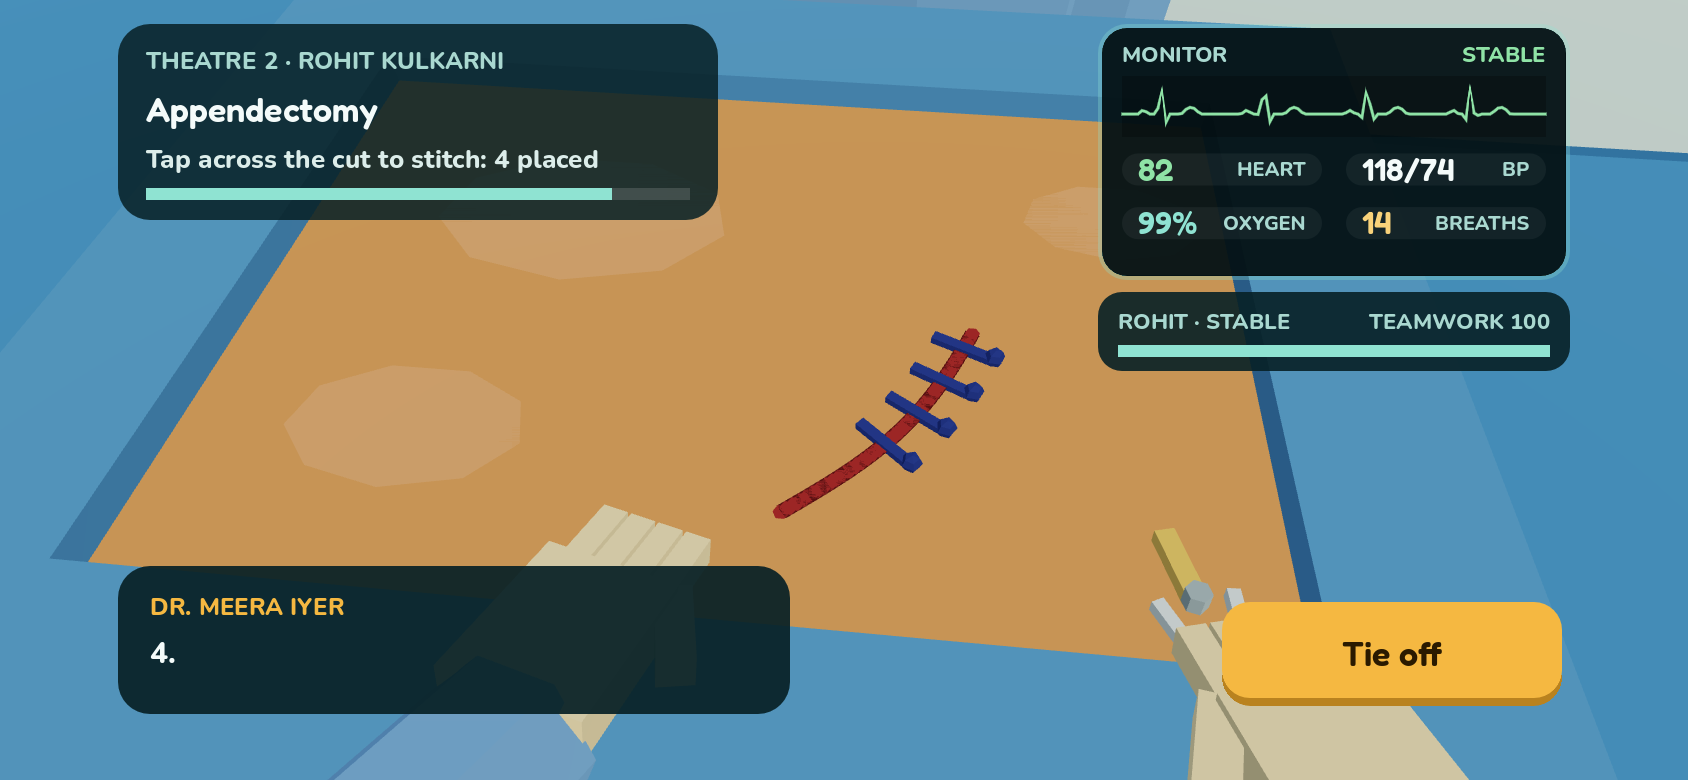 THEATRE 2 · ROHIT KULKARNI
Appendectomy
Tap across the cut to stitch: 4 placed
MONITOR STABLE
82 HEART 118/74 BP
99% OXYGEN 14 BREATHS
ROHIT · STABLE TEAMWORK 100
DR. MEERA IYER
4.
Tie off